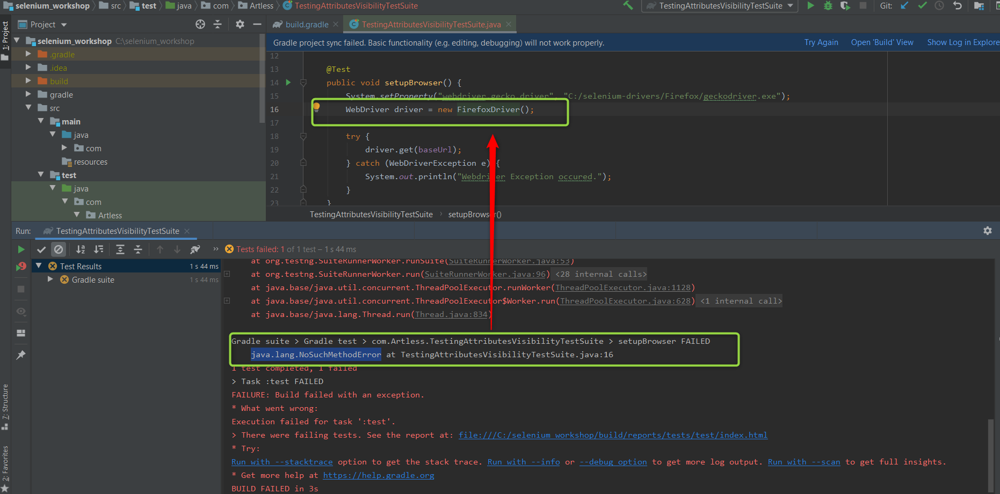 selenium_workshop src test java com Artless TestingAttributesVisibilityTestSuite
TestingAttributesVisibilityTestSuite Git:
1: Project
Project
build.gradle TestingAttributesVisibilityTestSuite.java
selenium_workshop C:\selenium_workshop
.gradle
.idea
build
gradle
src
main
java
com
resources
test
java
com
Artless
Gradle project sync failed. Basic functionality (e.g. editing, debugging) will not work properly. Try Again Open 'Build' View Show Log in Explore
12
13 @Test
14 public void setupBrowser() {
15 System.setProperty("webdriver.gecko.driver", "C:/selenium-drivers/Firefox/geckodriver.exe");
16 WebDriver driver = new FirefoxDriver();
17
18 try {
19 driver.get(baseUrl);
20 } catch (WebDriverException e) {
21 System.out.println("Webdriver Exception occured.");
22 }
23 }
TestingAttributesVisibilityTestSuite › setupBrowser()
Run: TestingAttributesVisibilityTestSuite
» Tests failed: 1 of 1 test – 1 s 44 ms
Test Results 1 s 44 ms
Gradle suite 1 s 44 ms
at org.testng.SuiteRunnerWorker.runSuite(SuiteRunnerWorker.java:53)
at org.testng.SuiteRunnerWorker.run(SuiteRunnerWorker.java:96) <28 internal calls>
at java.base/java.util.concurrent.ThreadPoolExecutor.runWorker(ThreadPoolExecutor.java:1128)
at java.base/java.util.concurrent.ThreadPoolExecutor$Worker.run(ThreadPoolExecutor.java:628) <1 internal call>
at java.base/java.lang.Thread.run(Thread.java:834)
Gradle suite > Gradle test > com.Artless.TestingAttributesVisibilityTestSuite > setupBrowser FAILED
java.lang.NoSuchMethodError at TestingAttributesVisibilityTestSuite.java:16
1 test completed, 1 failed
> Task :test FAILED
FAILURE: Build failed with an exception.
* What went wrong:
Execution failed for task ':test'.
> There were failing tests. See the report at: file:///C:/selenium_workshop/build/reports/tests/test/index.html
* Try:
Run with --stacktrace option to get the stack trace. Run with --info or --debug option to get more log output. Run with --scan to get full insights.
* Get more help at https://help.gradle.org
BUILD FAILED in 3s
7: Structure
2: Favorites